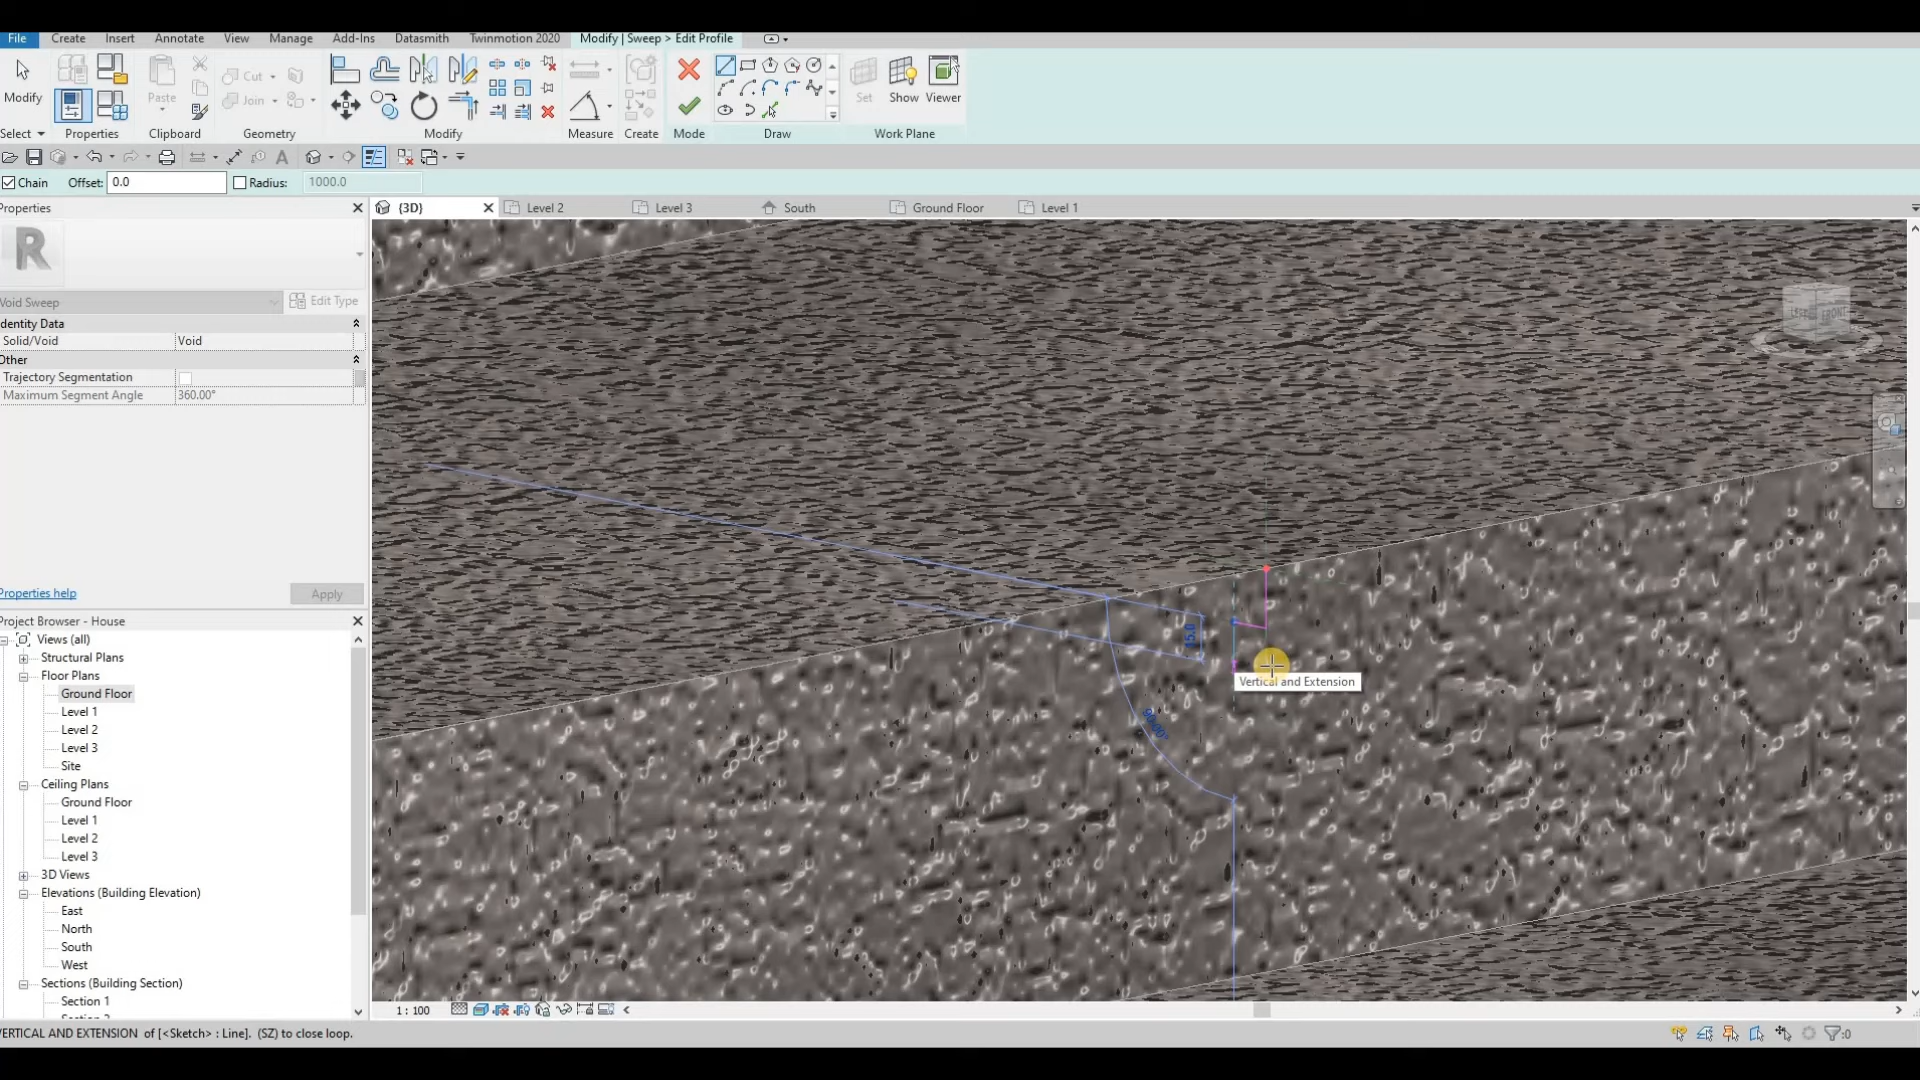 File Create Insert Annotate View Manage Add-Ins Datasmith Twinmotion 2020 Modify | Sweep > Edit Profile
Modify Cut Join Paste Set Show Viewer
Select Properties Clipboard Geometry Modify Measure Create Mode Draw Work Plane
Chain Offset: 0.0 Radius: 1000.0
Properties {3D} Level 2 Level 3 South Ground Floor Level 1
R
Void Sweep Edit Type
dentity Data
Solid/Void Void
Other
Trajectory Segmentation
Maximum Segment Angle 360.00°
Properties help Apply
Project Browser - House
Views (all)
Structural Plans
Floor Plans
Ground Floor
Level 1
Level 2
Level 3
Site
Ceiling Plans
Ground Floor
Level 1
Level 2
Level 3
3D Views
Elevations (Building Elevation)
East
North
South
West
Sections (Building Section)
Section 1
FRONT
Vertical and Extension
90.00°
1 : 100
VERTICAL AND EXTENSION of [<Sketch> : Line]. (SZ) to close loop.
:0